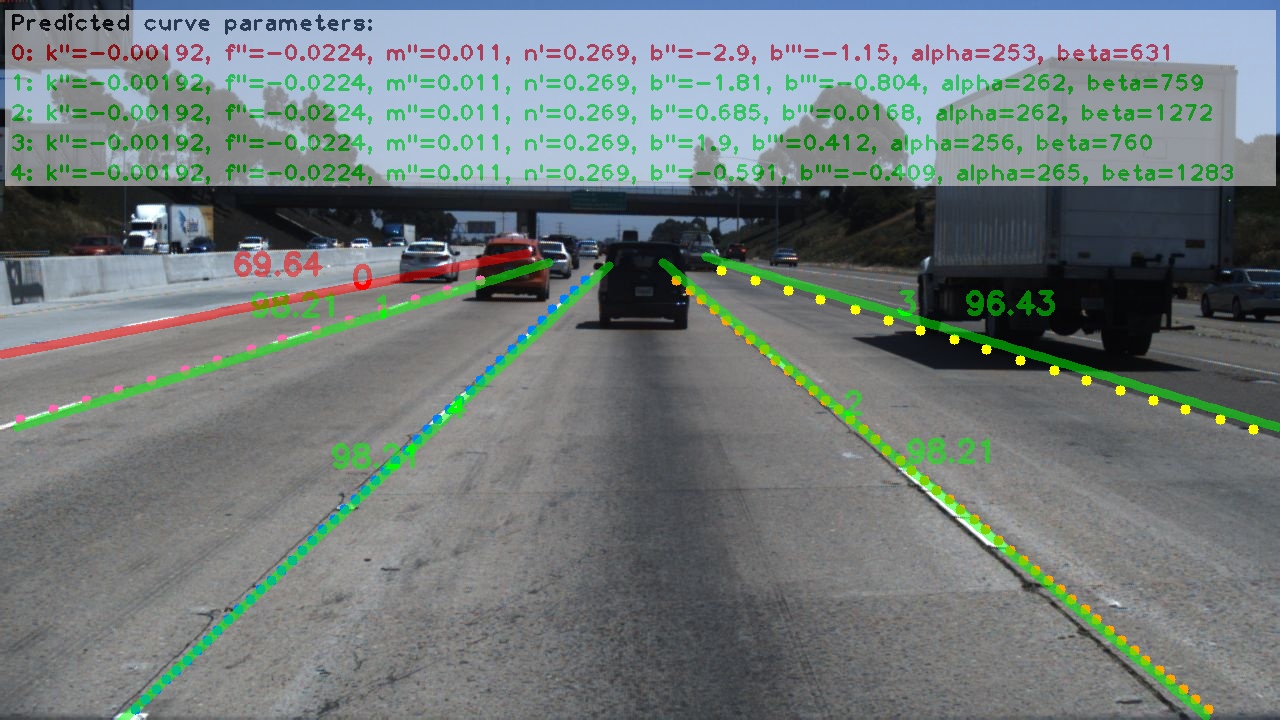 Predicted curve parameters:
0: k''=-0.00192, f''=-0.0224, m''=0.011, n'=0.269, b''=-2.9, b'''=-1.15, alpha=253, beta=631
1: k''=-0.00192, f''=-0.0224, m''=0.011, n'=0.269, b''=-1.81, b'''=-0.804, alpha=262, beta=759
2: k''=-0.00192, f''=-0.0224, m''=0.011, n'=0.269, b''=0.685, b'''=0.0168, alpha=262, beta=1272
3: k''=-0.00192, f''=-0.0224, m''=0.011, n'=0.269, b''=1.9, b'''=0.412, alpha=256, beta=760
4: k''=-0.00192, f''=-0.0224, m''=0.011, n'=0.269, b''=-0.591, b'''=-0.409, alpha=265, beta=1283
69.64 0
98.21 1
3 96.43
4
2
98.21
98.21